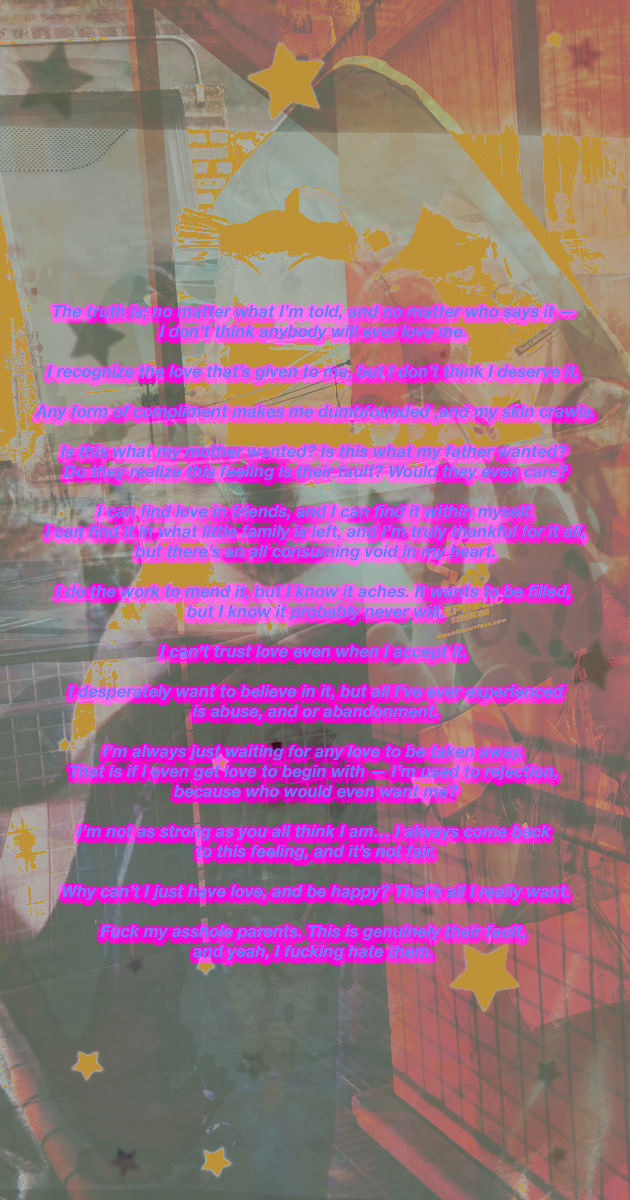 The truth is; no matter what I'm told, and no matter who says it —
I don't think anybody will ever love me.
I recognize the love that's given to me, but I don't think I deserve it.
Any form of compliment makes me dumbfounded ,and my skin crawls.
Is this what my mother wanted? Is this what my father wanted?
Do they realize this feeling is their fault? Would they even care?
I can find love in friends, and I can find it within myself.
I can find it in what little family is left, and I'm truly thankful for it all,
but there's an all consuming void in my heart.
I do the work to mend it, but I know it aches. It wants to be filled,
but I know it probably never will.
I can't trust love even when I accept it.
I desperately want to believe in it, but all I've ever experienced
is abuse, and or abandonment.
I'm always just waiting for any love to be taken away.
That is if I even get love to begin with — I'm used to rejection,
because who would even want me?
I'm not as strong as you all think I am... I always come back
to this feeling, and it's not fair.
Why can't I just have love, and be happy? That's all I really want.
Fuck my asshole parents. This is genuinely their fault,
and yeah, I fucking hate them.